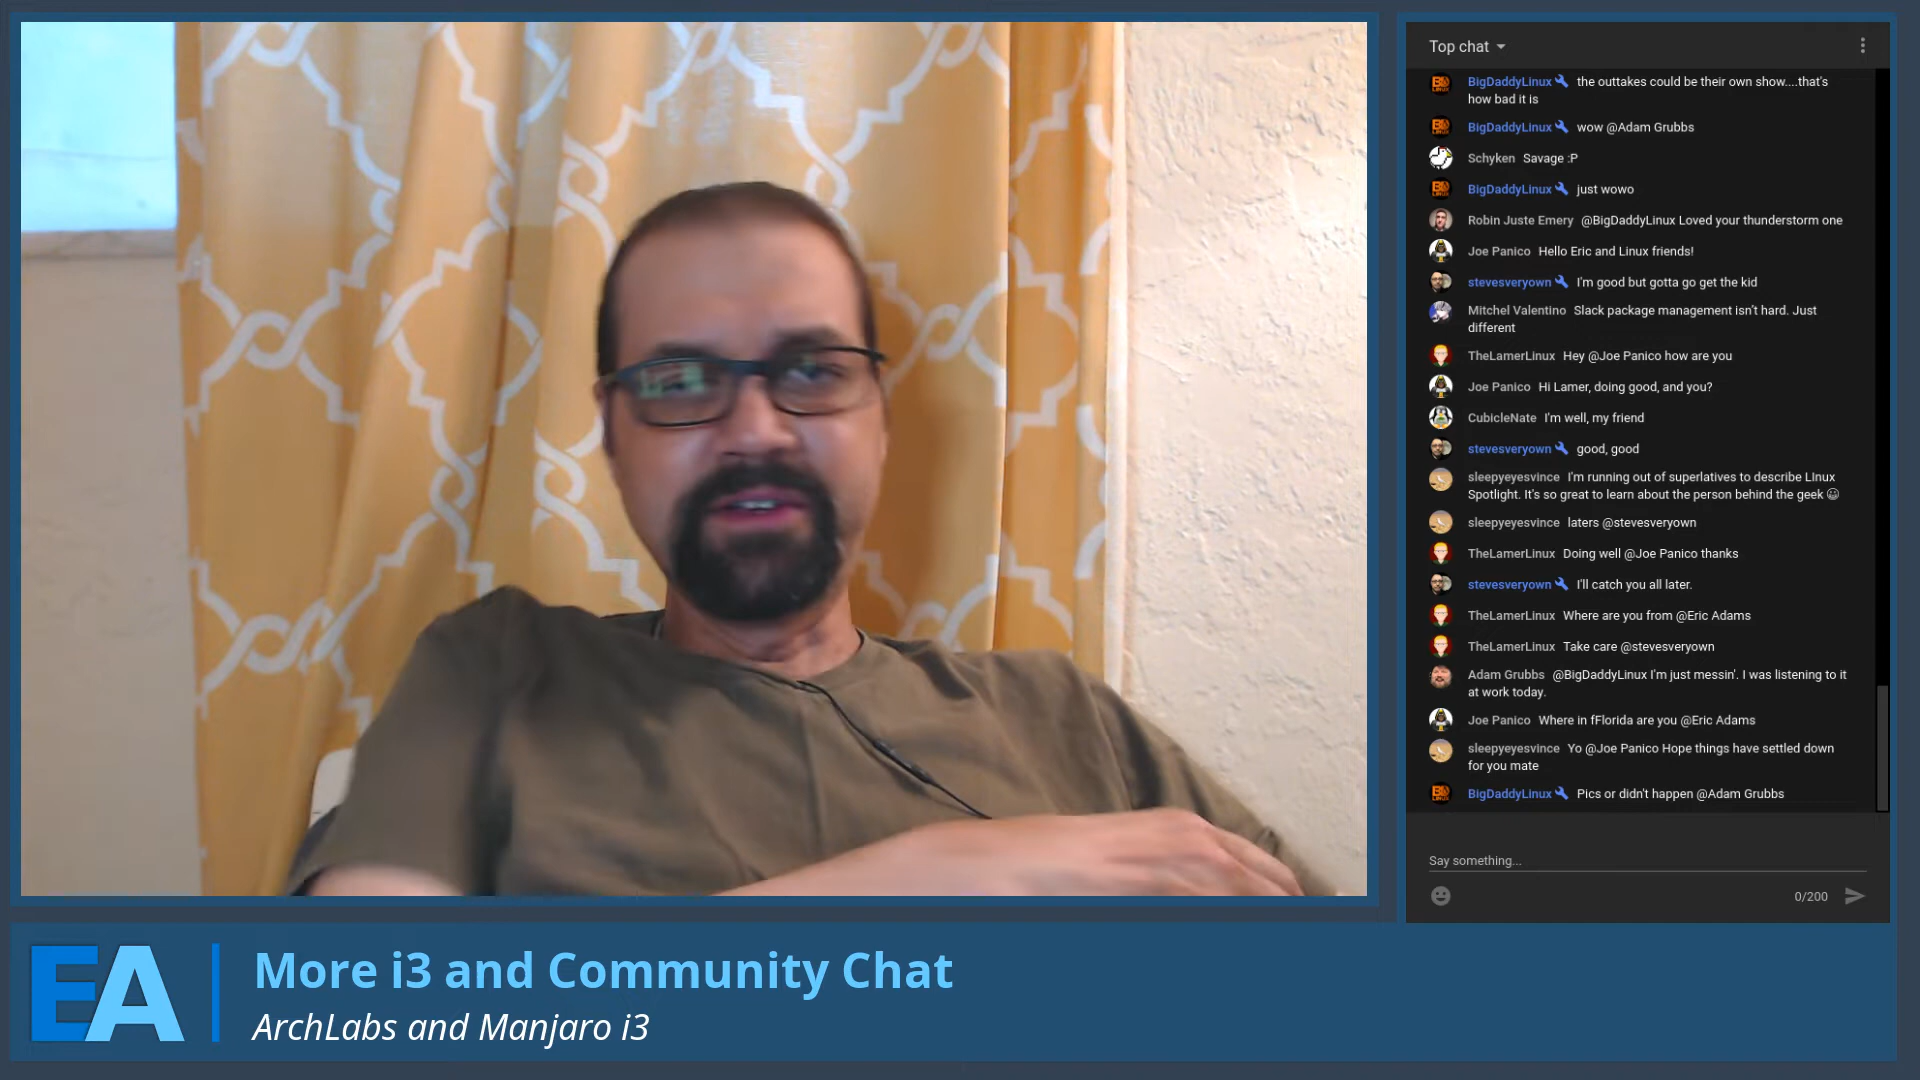 Top chat
BigDaddyLinux the outtakes could be their own show....that's
how bad it is
BigDaddyLinux wow @Adam Grubbs
Schyken Savage :P
BigDaddyLinux just wowo
Robin Juste Emery @BigDaddyLinux Loved your thunderstorm one
Joe Panico Hello Eric and Linux friends!
stevesveryown I'm good but gotta go get the kid
Mitchel Valentino Slack package management isn't hard. Just
different
TheLamerLinux Hey @Joe Panico how are you
Joe Panico Hi Lamer, doing good, and you?
CubicleNate I'm well, my friend
stevesveryown good, good
sleepyeyesvince I'm running out of superlatives to describe LInux
Spotlight. It's so great to learn about the person behind the geek 😀
sleepyeyesvince laters @stevesveryown
TheLamerLinux Doing well @Joe Panico thanks
stevesveryown I'll catch you all later.
TheLamerLinux Where are you from @Eric Adams
TheLamerLinux Take care @stevesveryown
Adam Grubbs @BigDaddyLinux I'm just messin'. I was listening to it
at work today.
Joe Panico Where in fFlorida are you @Eric Adams
sleepyeyesvince Yo @Joe Panico Hope things have settled down
for you mate
BigDaddyLinux Pics or didn't happen @Adam Grubbs
Say something...
0/200
EA
More i3 and Community Chat
ArchLabs and Manjaro i3